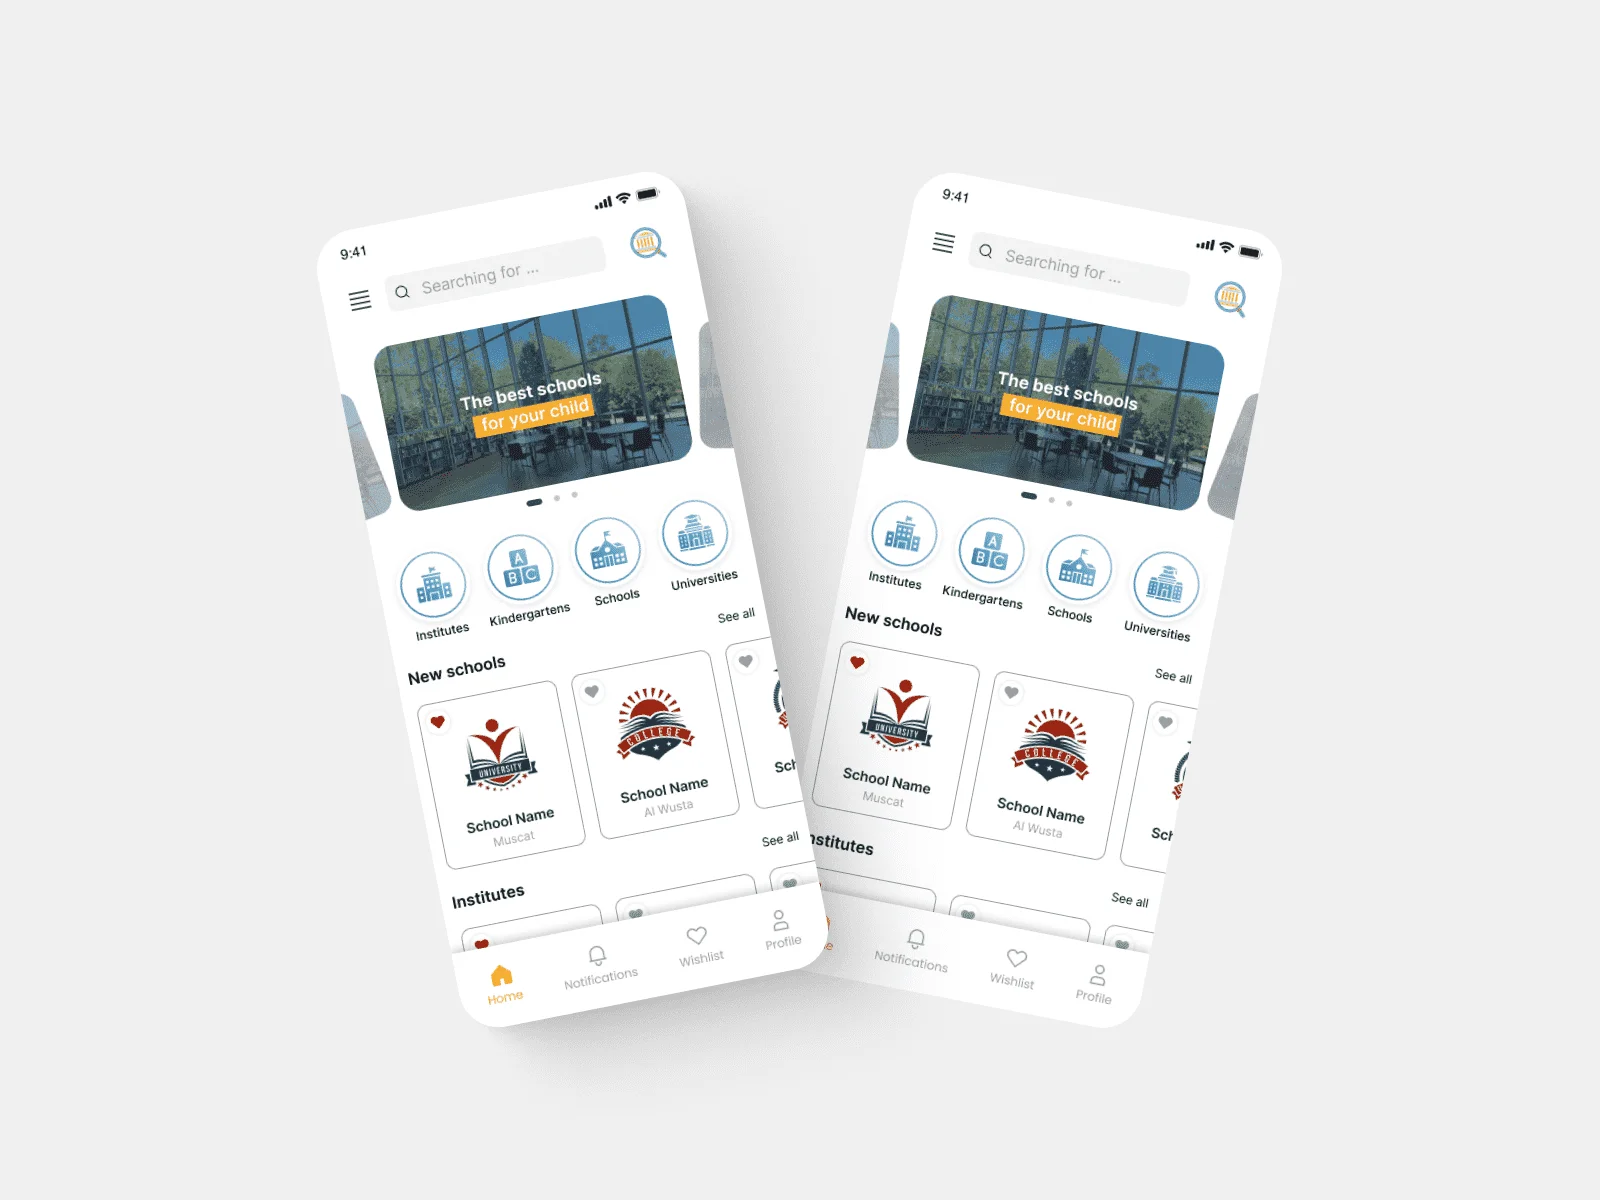 9:41
Searching for ...
The best schools
for your child
A
B C
Institutes
Kindergartens
Schools
Universities
New schools
See all
UNIVERSITY
School Name
Muscat
COLLEGE
School Name
Al Wusta
Sch
Institutes
See all
Home
Notifications
Wishlist
Profile
9:41
Searching for ...
The best schools
for your child
A
B C
Institutes
Kindergartens
Schools
Universities
New schools
See all
UNIVERSITY
School Name
Muscat
COLLEGE
School Name
Al Wusta
Sch
nstitutes
See all
e
Notifications
Wishlist
Profile